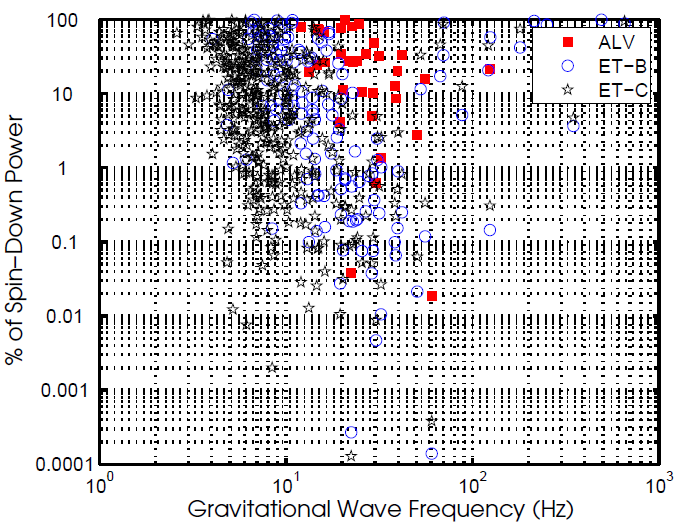 % of Spin-Down Power
100
10
1
0.1
0.01
0.001
0.0001
10^0
10^1
10^2
10^3
Gravitational Wave Frequency (Hz)
ALV
ET-B
ET-C